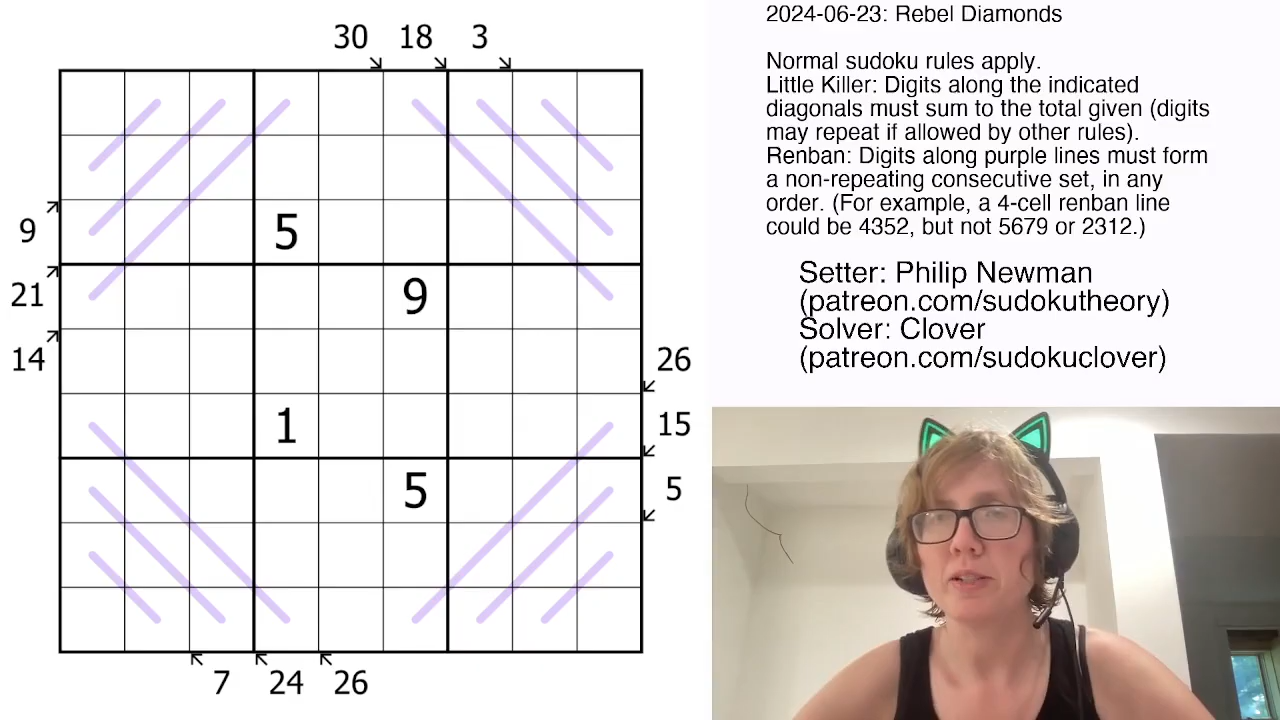 30 18 3
5
9
9
21
14
26
1
15
5
5
7 24 26
2024-06-23: Rebel Diamonds
Normal sudoku rules apply.
Little Killer: Digits along the indicated
diagonals must sum to the total given (digits
may repeat if allowed by other rules).
Renban: Digits along purple lines must form
a non-repeating consecutive set, in any
order. (For example, a 4-cell renban line
could be 4352, but not 5679 or 2312.)
Setter: Philip Newman
(patreon.com/sudokutheory)
Solver: Clover
(patreon.com/sudokuclover)